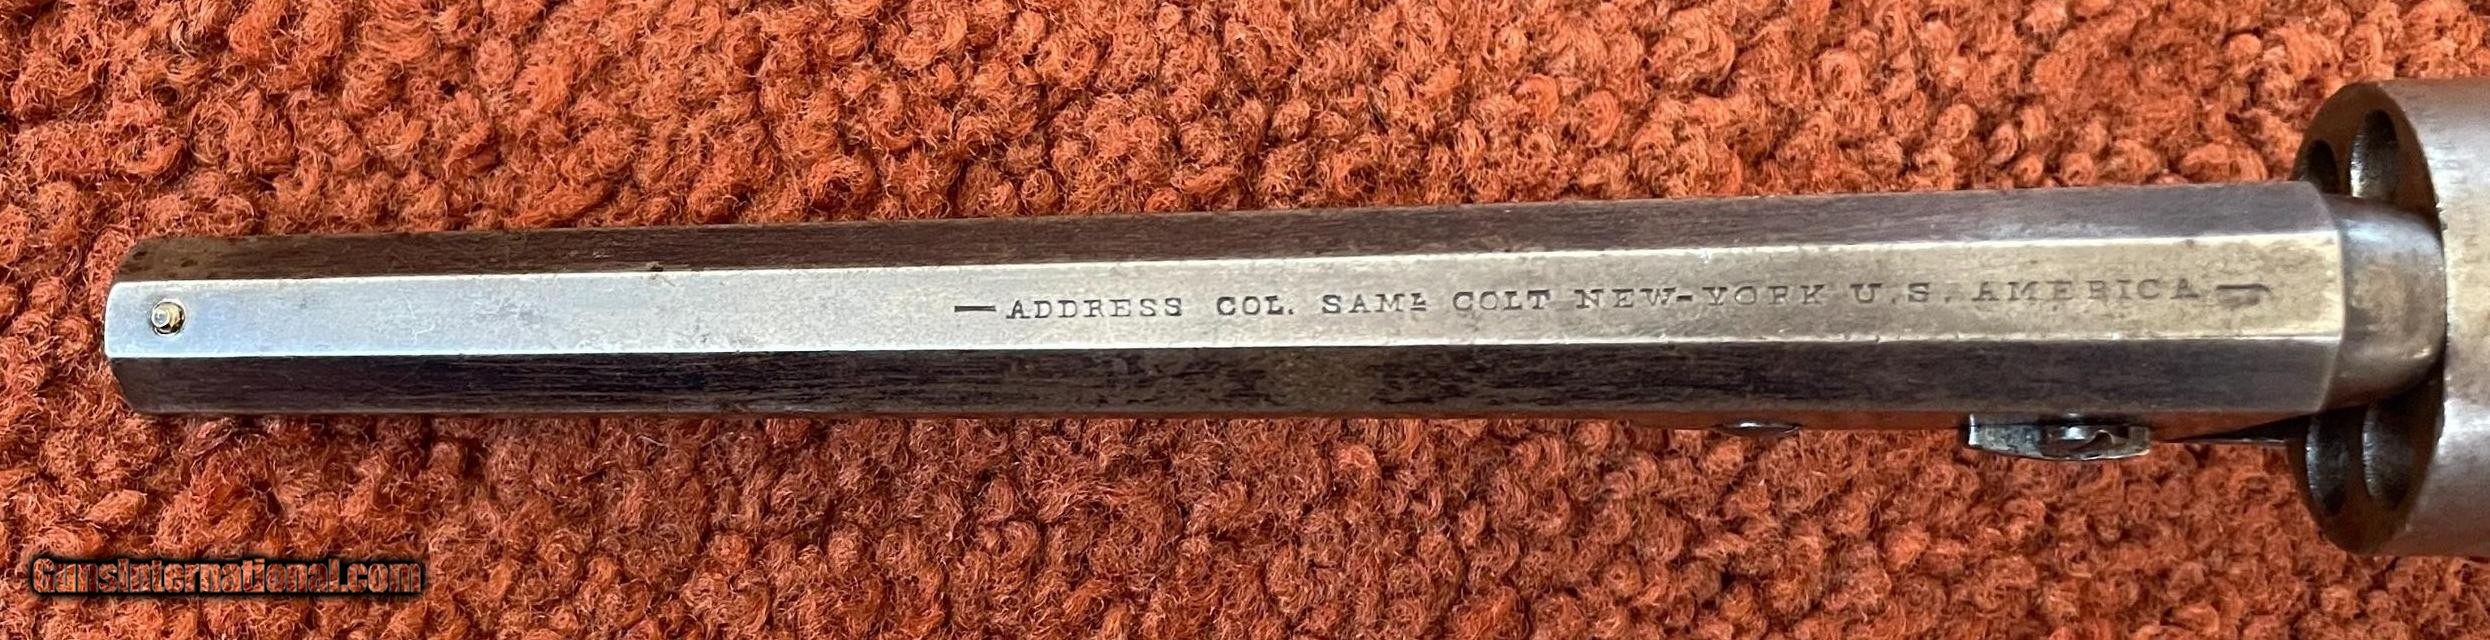 —ADDRESS COL. SAMˡ COLT NEW-YORK U.S. AMERICA—
GunsInternational.com